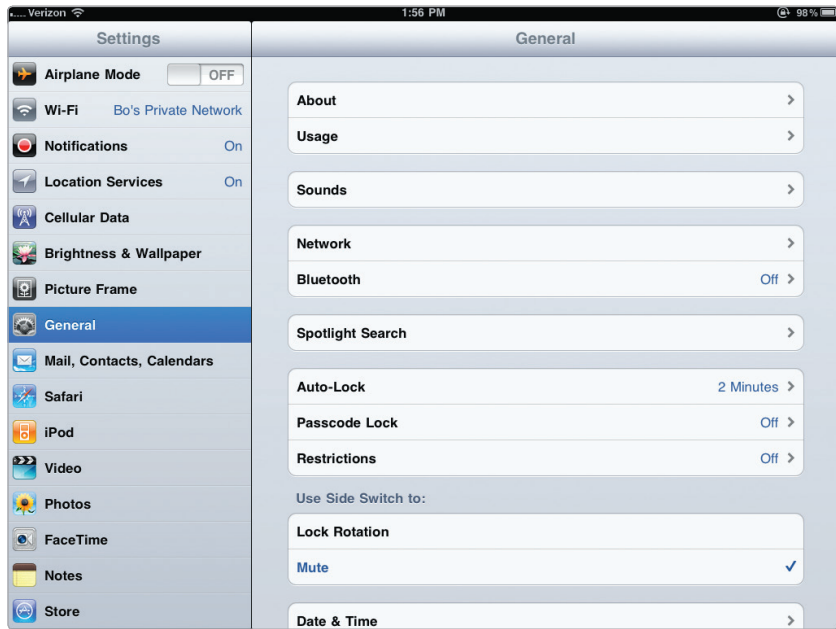 Verizon 1:56 PM 98%
Settings
Airplane Mode OFF
Wi-Fi Bo's Private Network
Notifications On
Location Services On
Cellular Data
Brightness & Wallpaper
Picture Frame
General
Mail, Contacts, Calendars
Safari
iPod
Video
Photos
FaceTime
Notes
Store
General
About
Usage
Sounds
Network
Bluetooth Off
Spotlight Search
Auto-Lock 2 Minutes
Passcode Lock Off
Restrictions Off
Use Side Switch to:
Lock Rotation
Mute
Date & Time